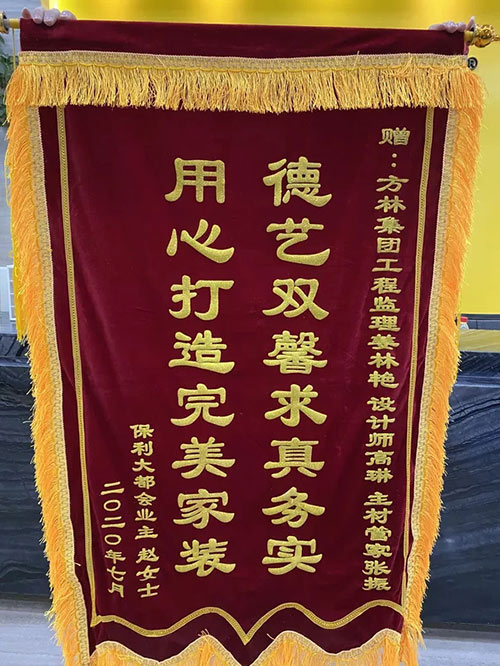 赠：方林集团工程监理姜林艳 设计师高琳 主材管家张振
德艺双馨求真务实
用心打造完美家装
保利大都会业主 赵女士
二〇二〇年七月
®